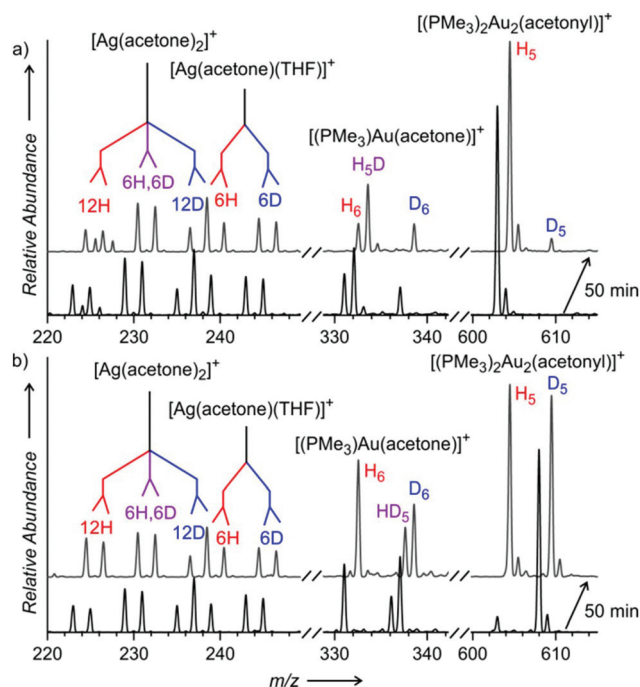 [(PMe₃)₂Au₂(acetonyl)]⁺
a)
[Ag(acetone)₂]⁺
H₅
[Ag(acetone)(THF)]⁺
[(PMe₃)Au(acetone)]⁺
H₅D
6H,6D
12H
12D
6H
6D
H₆
D₆
D₅
Relative Abundance
50 min
220
230
240
330
340
600
610
b)
[Ag(acetone)₂]⁺
[(PMe₃)₂Au₂(acetonyl)]⁺
H₅
D₅
[Ag(acetone)(THF)]⁺
[(PMe₃)Au(acetone)]⁺
H₆
D₆
HD₅
6H,6D
12H
12D
6H
6D
Relative Abundance
50 min
220
230
240
330
340
600
610
m/z